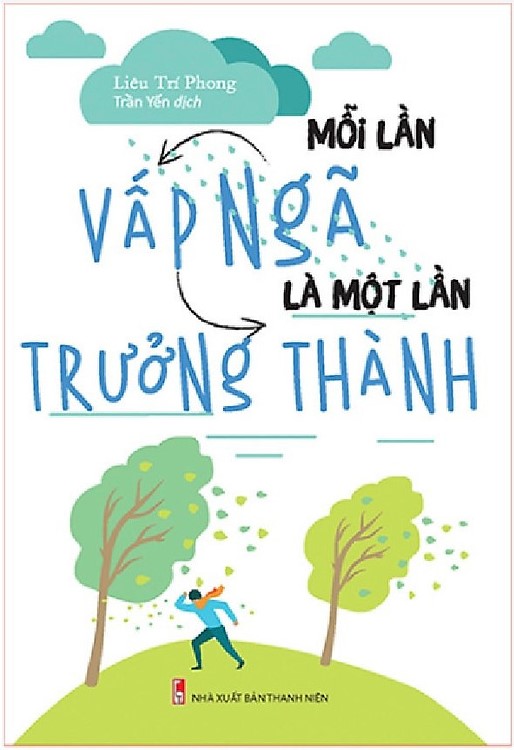 Liêu Trí Phong
Trần Yến dịch
MỖI LẦN
VẤP NgÃ
LÀ MỘT LẦN
TRƯỞNg THÀNH
NHÀ XUẤT BẢN THANH NIÊN